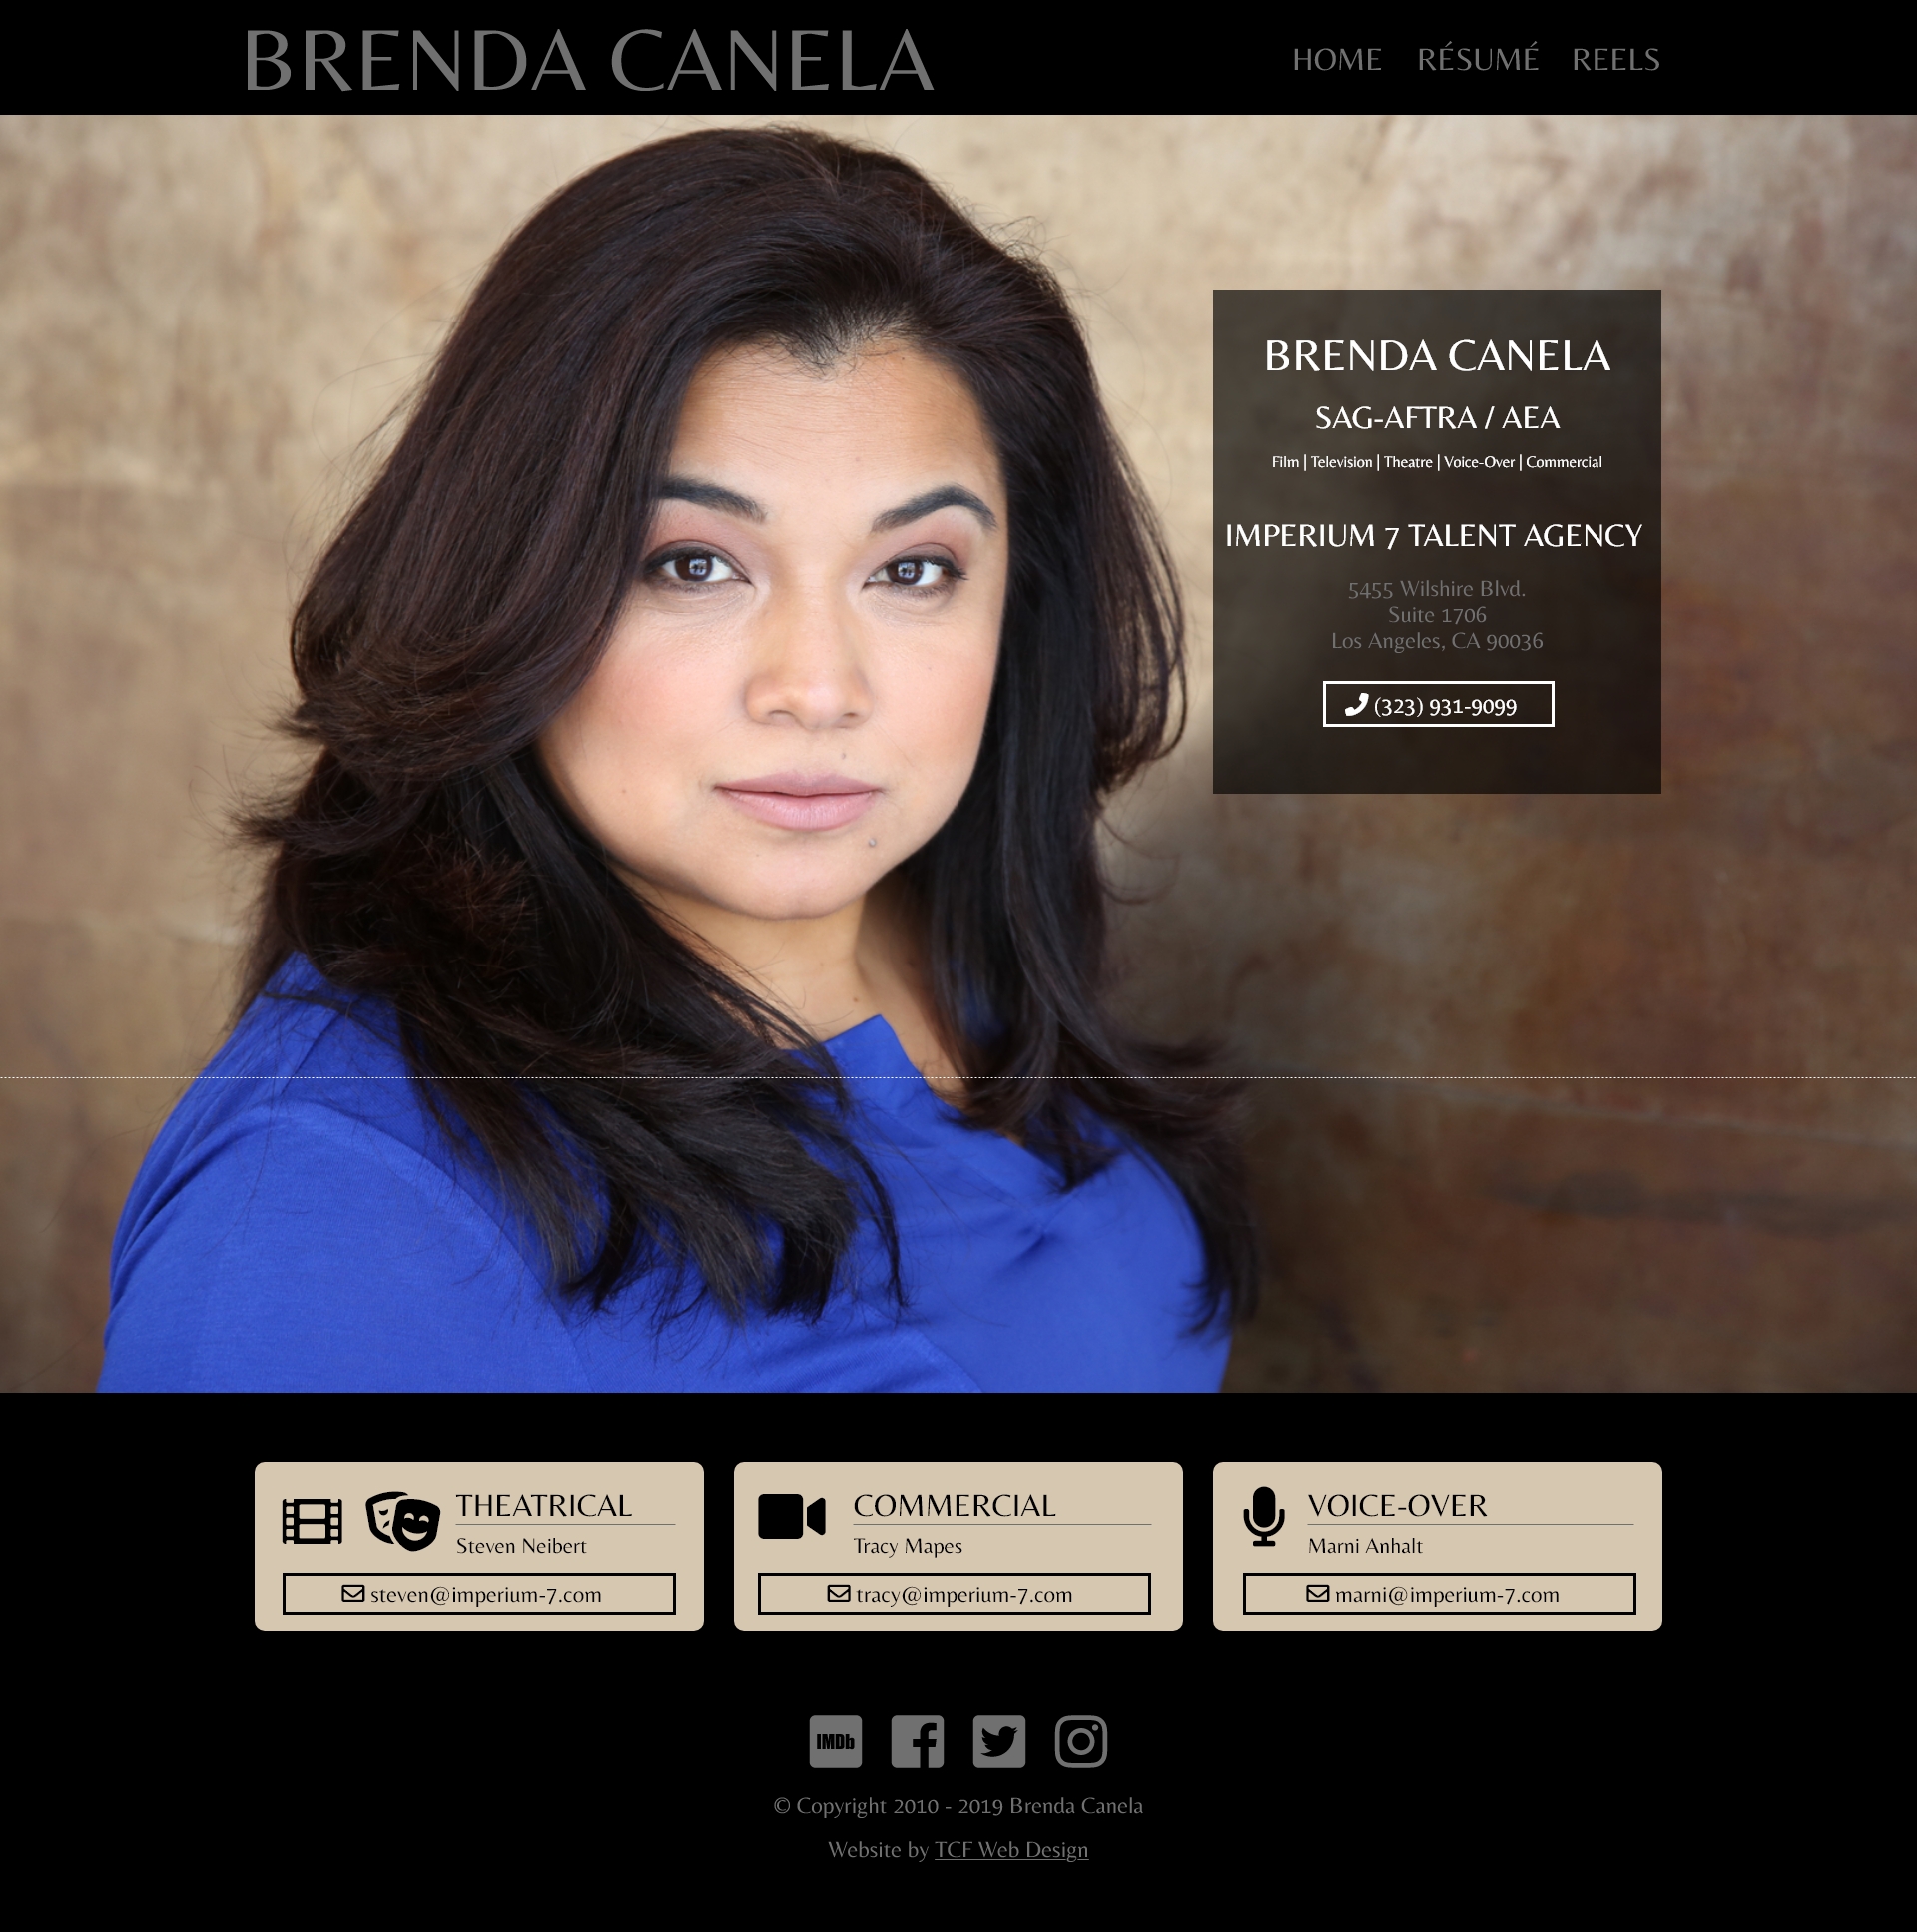 BRENDA CANELA
HOME RÉSUMÉ REELS
BRENDA CANELA
SAG-AFTRA / AEA
Film | Television | Theatre | Voice-Over | Commercial
IMPERIUM 7 TALENT AGENCY
5455 Wilshire Blvd.
Suite 1706
Los Angeles, CA 90036
(323) 931-9099
THEATRICAL
Steven Neibert
steven@imperium-7.com
COMMERCIAL
Tracy Mapes
tracy@imperium-7.com
VOICE-OVER
Marni Anhalt
marni@imperium-7.com
IMDb
© Copyright 2010 - 2019 Brenda Canela
Website by TCF Web Design